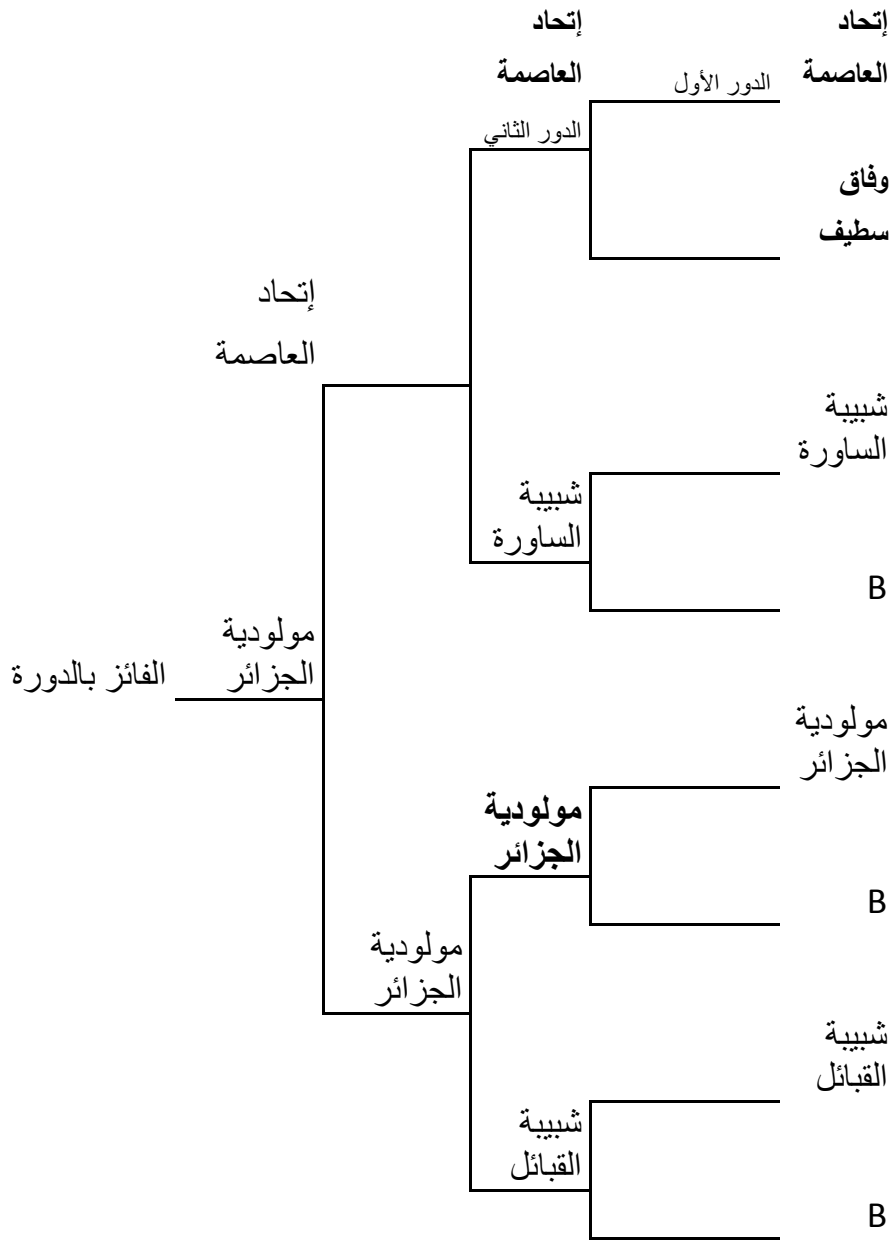 إتحاد
العاصمة
الدور الأول
وفاق
سطيف
شبيبة
الساورة
B
مولودية
الجزائر
B
شبيبة
القبائل
B
إتحاد
العاصمة
الدور الثاني
شبيبة
الساورة
مولودية
الجزائر
شبيبة
القبائل
إتحاد
العاصمة
مولودية
الجزائر
مولودية
الجزائر
الفائز بالدورة